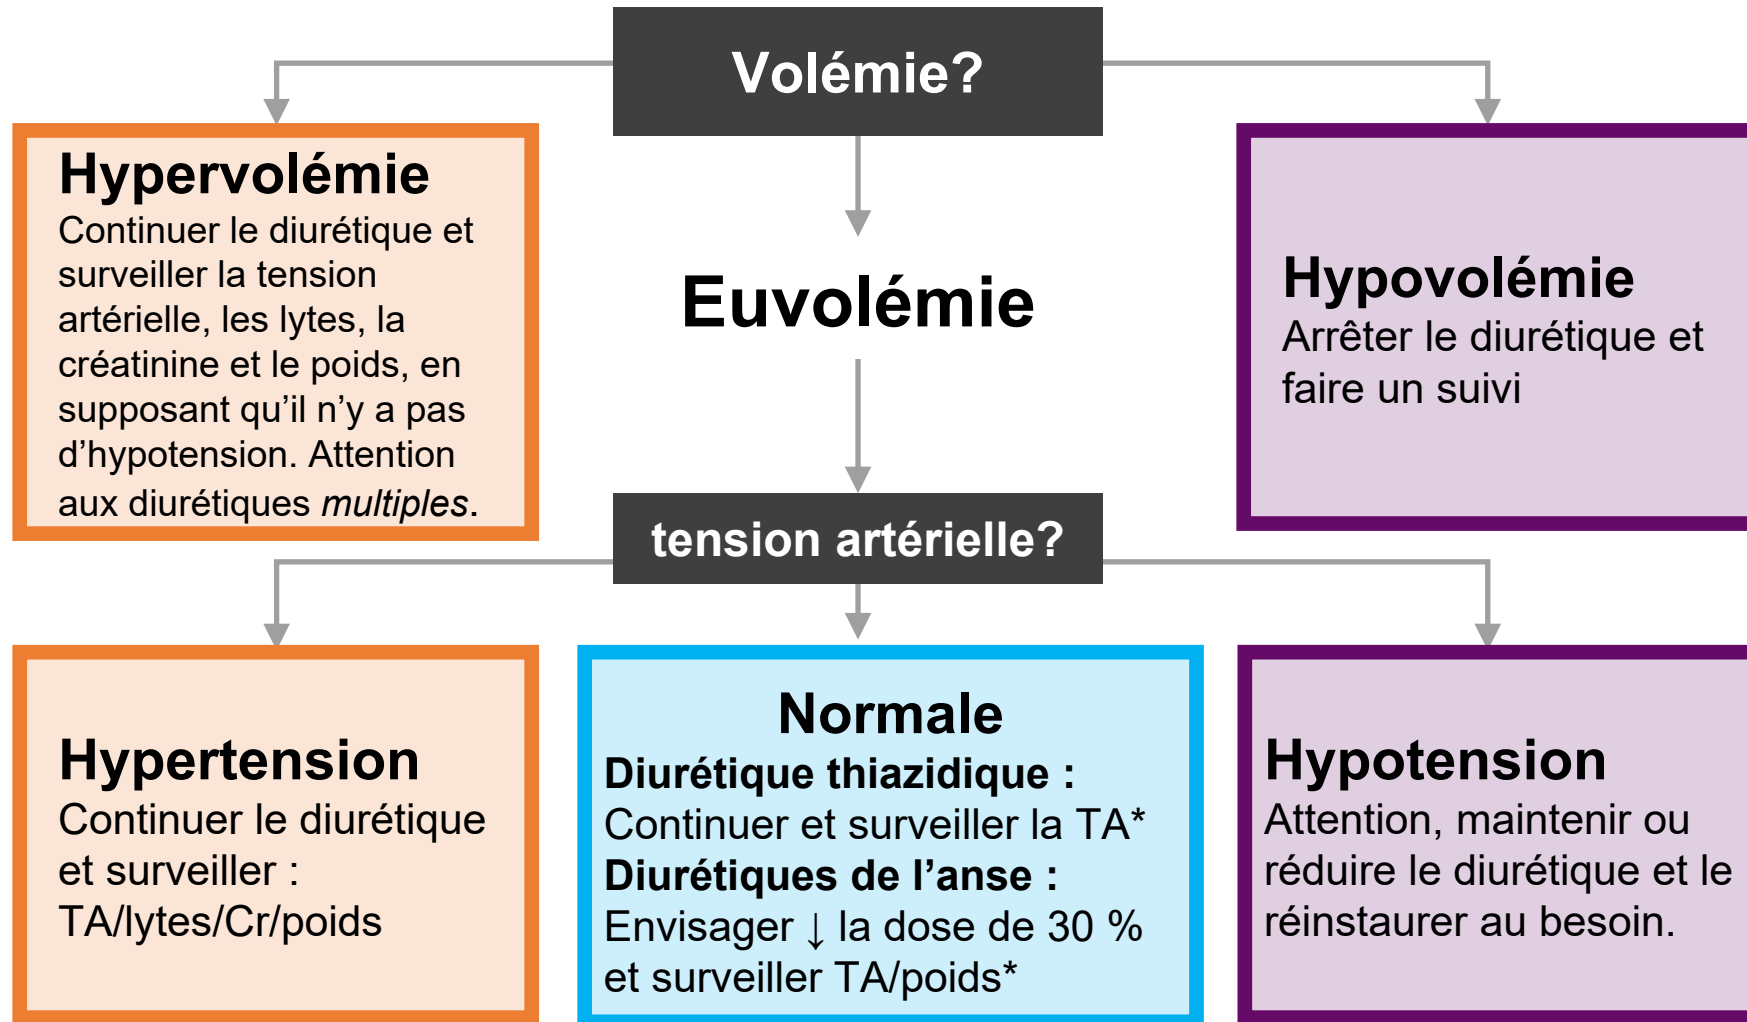 Volémie?
Hypervolémie
Continuer le diurétique et
surveiller la tension
artérielle, les lytes, la
créatinine et le poids, en
supposant qu’il n’y a pas
d’hypotension. Attention
aux diurétiques multiples.
Euvolémie
Hypovolémie
Arrêter le diurétique et
faire un suivi
tension artérielle?
Hypertension
Continuer le diurétique
et surveiller :
TA/lytes/Cr/poids
Normale
Diurétique thiazidique :
Continuer et surveiller la TA*
Diurétiques de l’anse :
Envisager ↓ la dose de 30 %
et surveiller TA/poids*
Hypotension
Attention, maintenir ou
réduire le diurétique et le
réinstaurer au besoin.